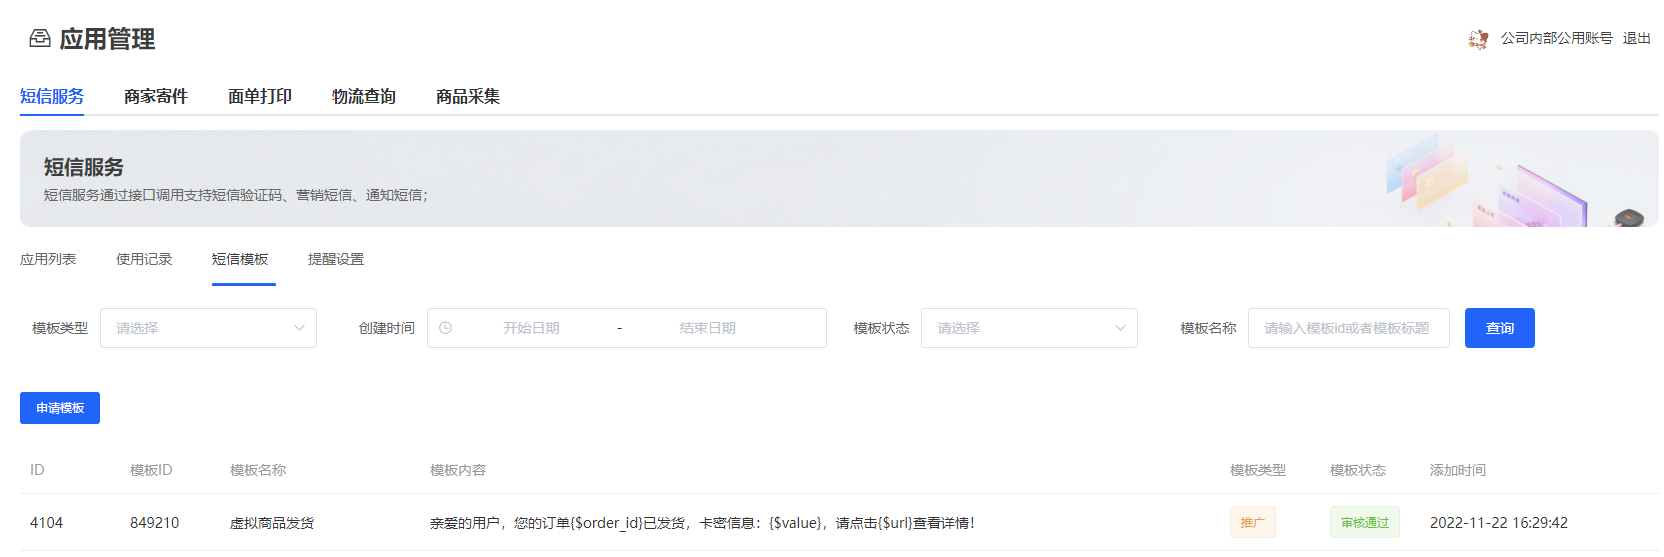 应用管理
公司内部公用账号 退出
短信服务 商家寄件 面单打印 物流查询 商品采集
短信服务
短信服务通过接口调用支持短信验证码、营销短信、通知短信；
应用列表 使用记录 短信模板 提醒设置
模板类型 请选择 创建时间 开始日期 - 结束日期 模板状态 请选择 模板名称 请输入模板id或者模板标题 查询
申请模板
ID 模板ID 模板名称 模板内容 模板类型 模板状态 添加时间
4104 849210 虚拟商品发货 亲爱的用户，您的订单{$order_id}已发货，卡密信息：{$value}，请点击{$url}查看详情！ 推广 审核通过 2022-11-22 16:29:42